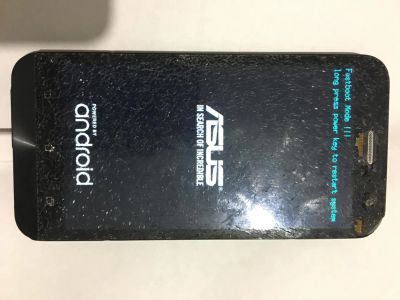 Fastboot Mode !!!
long press power key to restart system
ASUS
IN SEARCH OF INCREDIBLE
POWERED BY
android